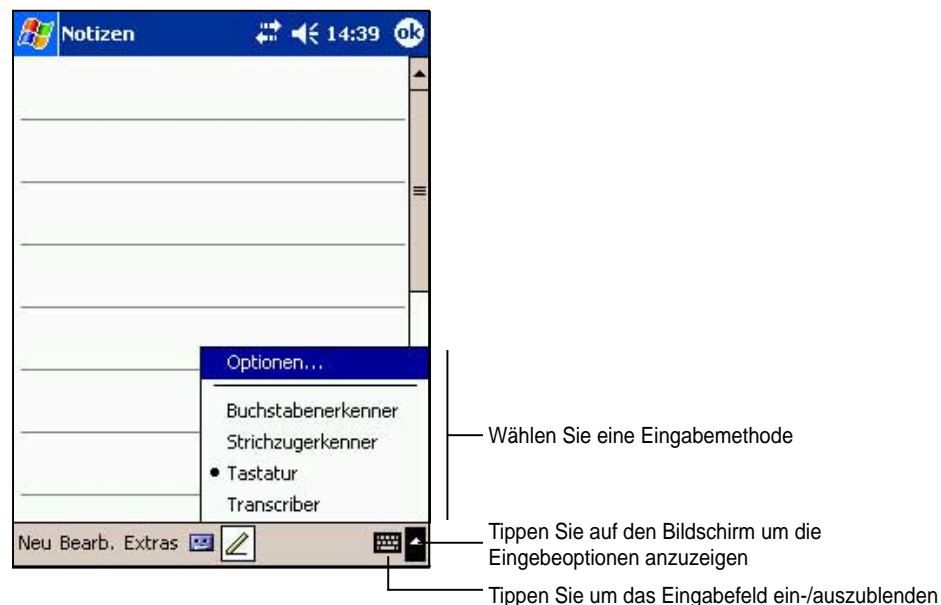 Notizen 14:39 ok
Optionen...
Buchstabenerkenner
Strichzugerkenner
Tastatur
Transcriber
Neu Bearb. Extras
Wählen Sie eine Eingabemethode
Tippen Sie auf den Bildschirm um die
Eingebeoptionen anzuzeigen
Tippen Sie um das Eingabefeld ein-/auszublenden